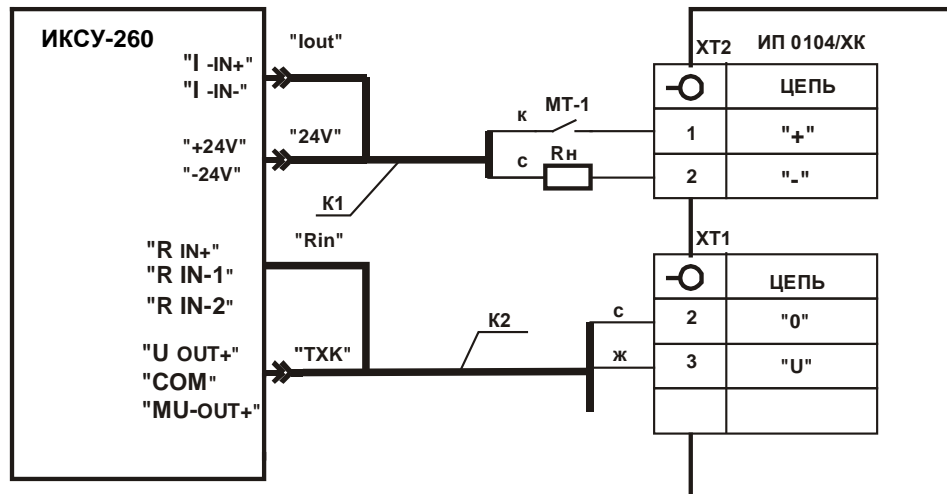 ИКСУ-260
"I -IN+"
"I -IN-"
"+24V"
"-24V"
"R IN+"
"R IN-1"
"R IN-2"
"U OUT+"
"COM"
"MU-OUT+"
"Iout"
"24V"
К1
"Rin"
"TXK"
К2
к
МТ-1
с
Rн
с
ж
XT2
ИП 0104/ХК
ЦЕПЬ
1
"+"
2
"-"
XT1
ЦЕПЬ
2
"0"
3
"U"